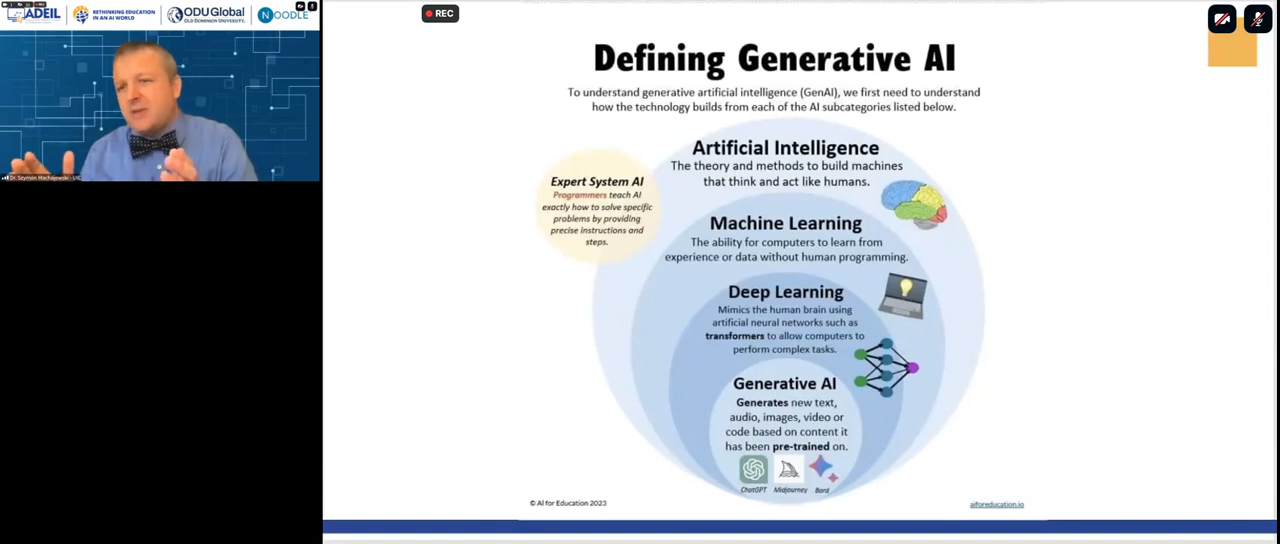 ADEIL
RETHINKING EDUCATION
IN AN AI WORLD
ODUGlobal
OLD DOMINION UNIVERSITY
NOODLE
REC
Dr. Szymon Machajewski - UIC
Defining Generative AI
To understand generative artificial intelligence (GenAI), we first need to understand
how the technology builds from each of the AI subcategories listed below.
Artificial Intelligence
The theory and methods to build machines
that think and act like humans.
Expert System AI
Programmers teach AI
exactly how to solve specific
problems by providing
precise instructions and
steps.
Machine Learning
The ability for computers to learn from
experience or data without human programming.
Deep Learning
Mimics the human brain using
artificial neural networks such as
transformers to allow computers to
perform complex tasks.
Generative AI
Generates new text,
audio, images, video or
code based on content it
has been pre-trained on.
ChatGPT Midjourney Bard
© AI for Education 2023
aiforeducation.io